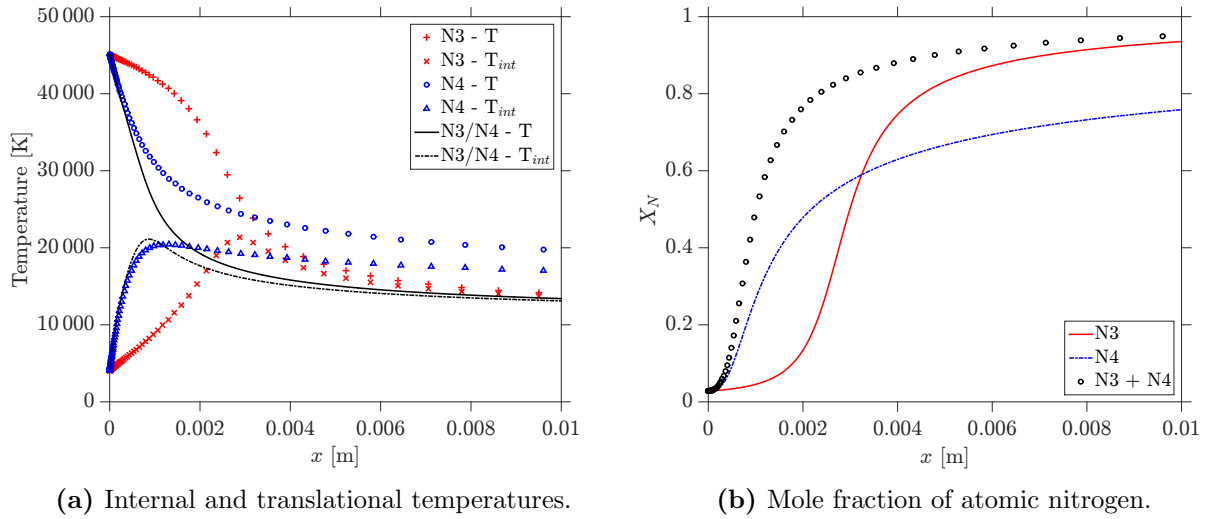 50 000
40 000
30 000
20 000
10 000
0
Temperature [K]
0 0.002 0.004 0.006 0.008 0.01
x [m]
N3 - T
N3 - T_int
N4 - T
N4 - T_int
N3/N4 - T
N3/N4 - T_int
(a) Internal and translational temperatures.
1
0.8
0.6
0.4
0.2
0
X_N
0 0.002 0.004 0.006 0.008 0.01
x [m]
N3
N4
N3 + N4
(b) Mole fraction of atomic nitrogen.